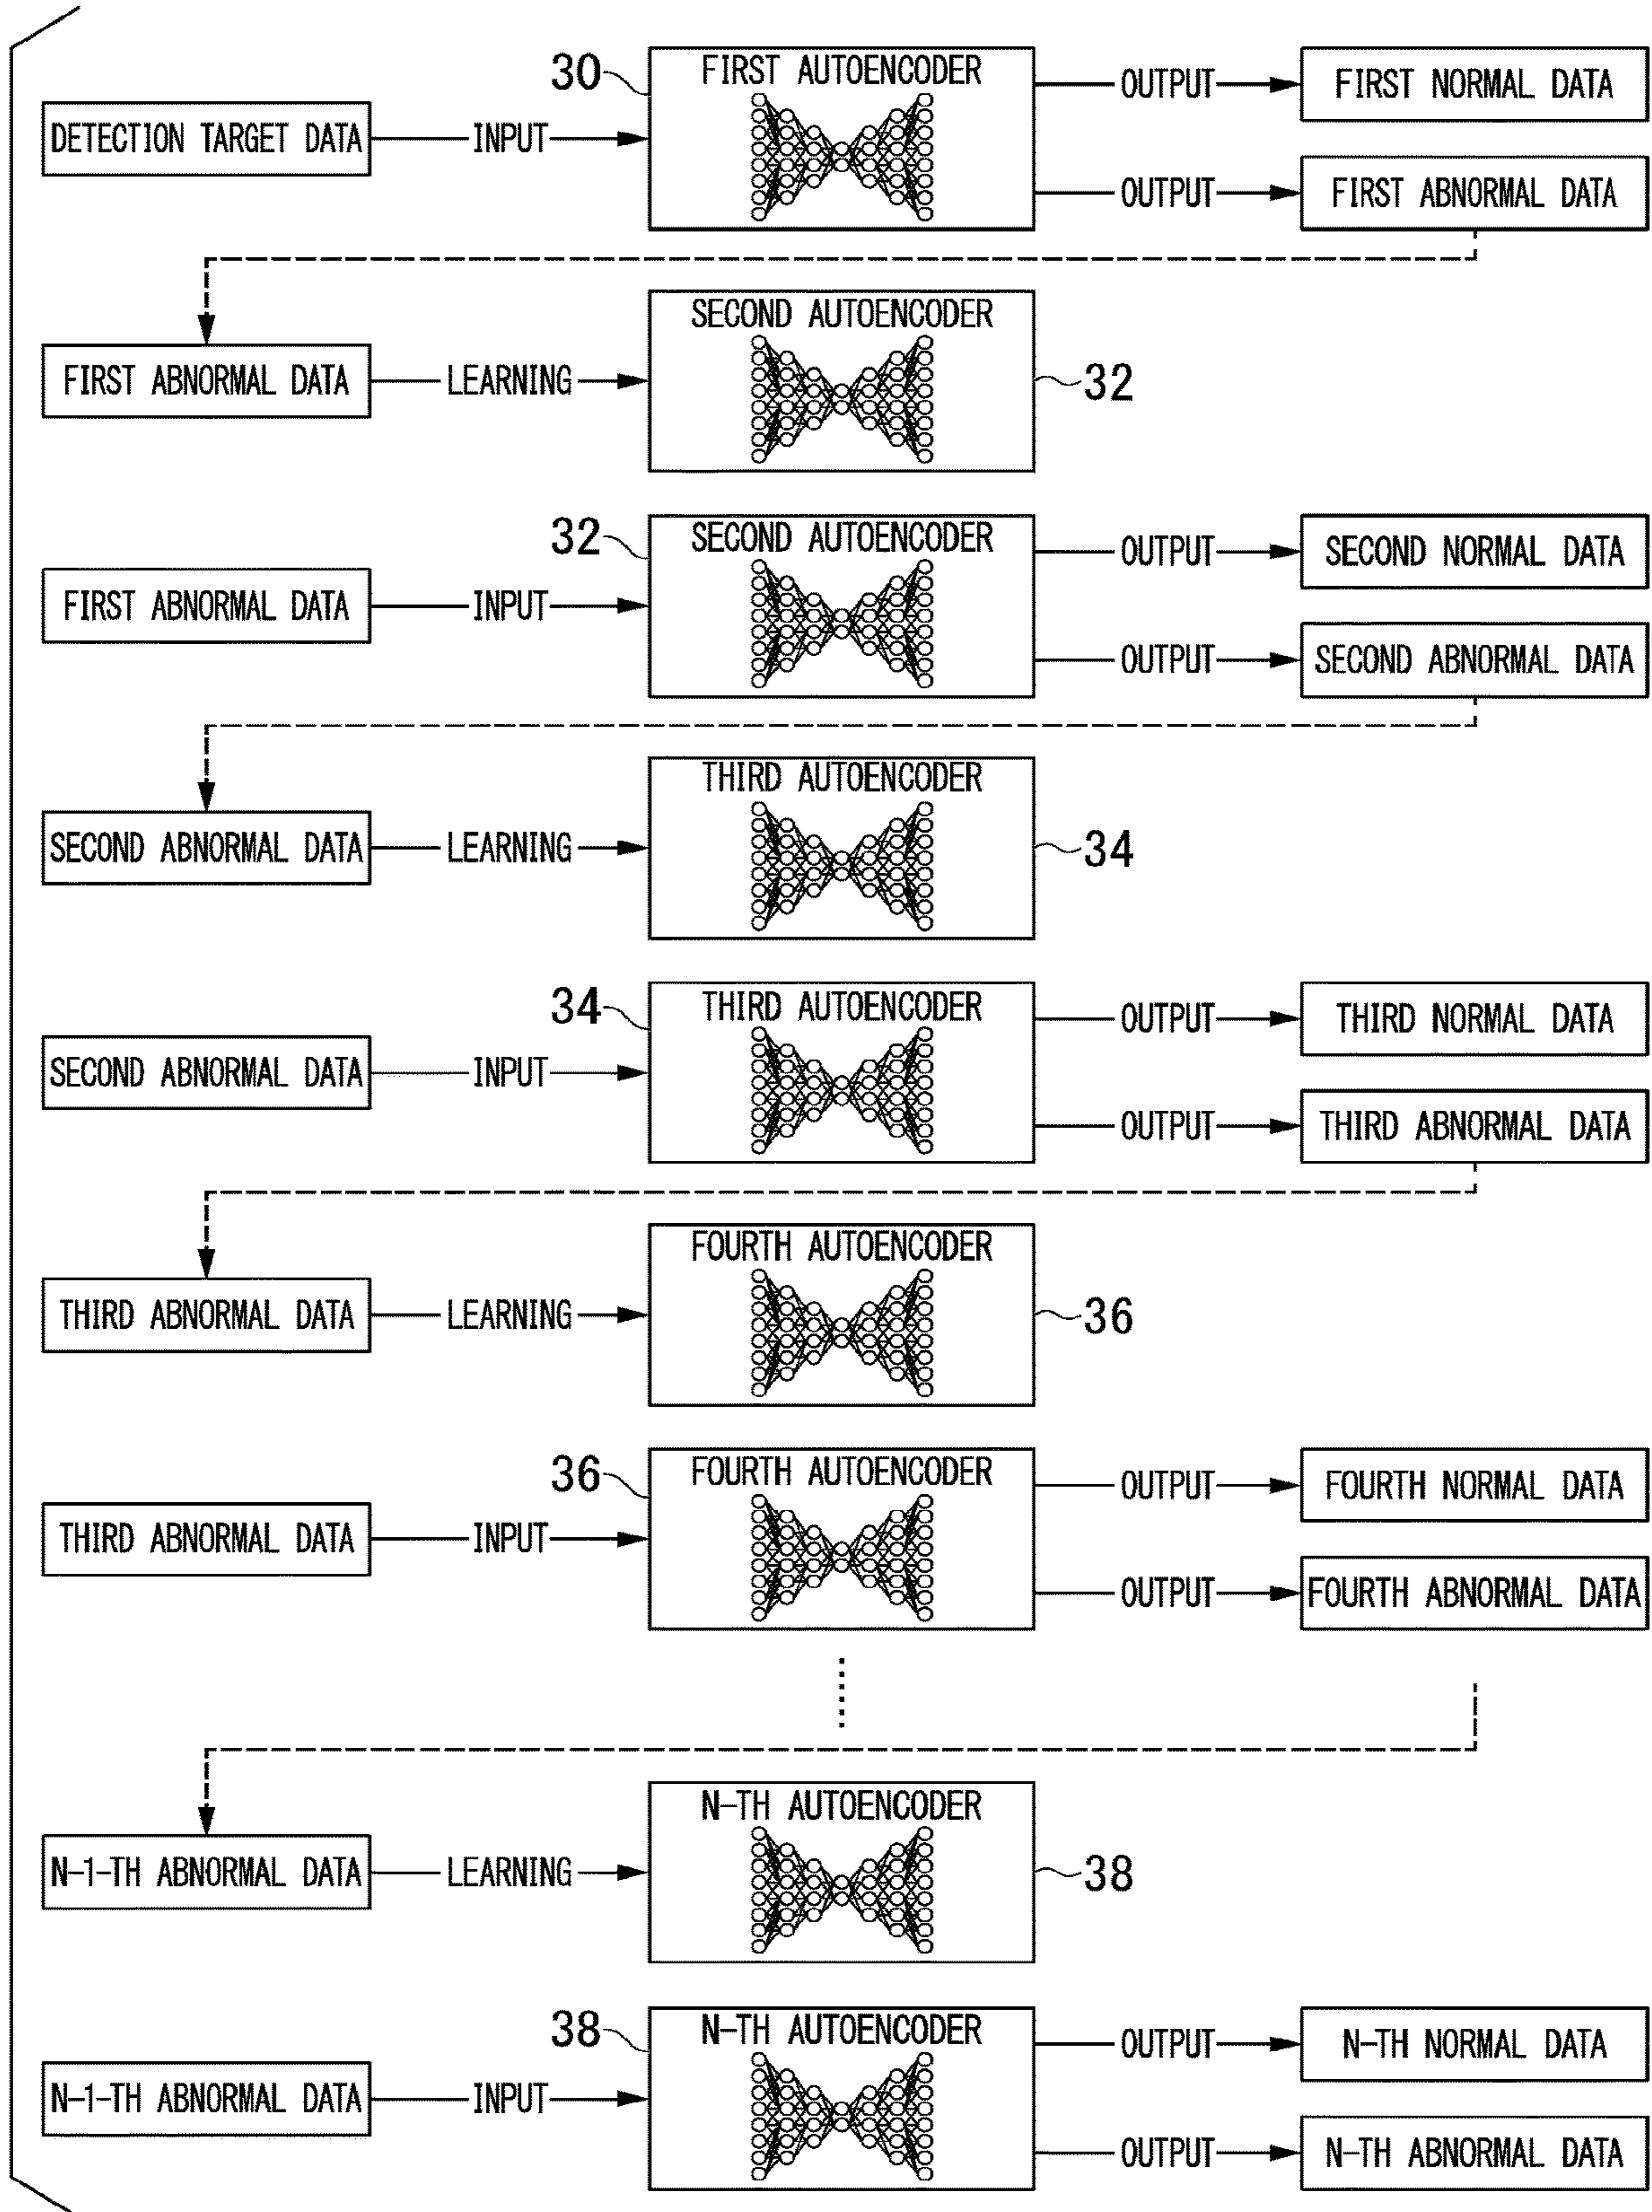 30
FIRST AUTOENCODER
OUTPUT
FIRST NORMAL DATA
DETECTION TARGET DATA
INPUT
OUTPUT
FIRST ABNORMAL DATA
SECOND AUTOENCODER
FIRST ABNORMAL DATA
LEARNING
32
32
SECOND AUTOENCODER
OUTPUT
SECOND NORMAL DATA
FIRST ABNORMAL DATA
INPUT
OUTPUT
SECOND ABNORMAL DATA
THIRD AUTOENCODER
SECOND ABNORMAL DATA
LEARNING
34
34
THIRD AUTOENCODER
OUTPUT
THIRD NORMAL DATA
SECOND ABNORMAL DATA
INPUT
OUTPUT
THIRD ABNORMAL DATA
FOURTH AUTOENCODER
THIRD ABNORMAL DATA
LEARNING
36
36
FOURTH AUTOENCODER
OUTPUT
FOURTH NORMAL DATA
THIRD ABNORMAL DATA
INPUT
OUTPUT
FOURTH ABNORMAL DATA
N-TH AUTOENCODER
N-1-TH ABNORMAL DATA
LEARNING
38
38
N-TH AUTOENCODER
OUTPUT
N-TH NORMAL DATA
N-1-TH ABNORMAL DATA
INPUT
OUTPUT
N-TH ABNORMAL DATA